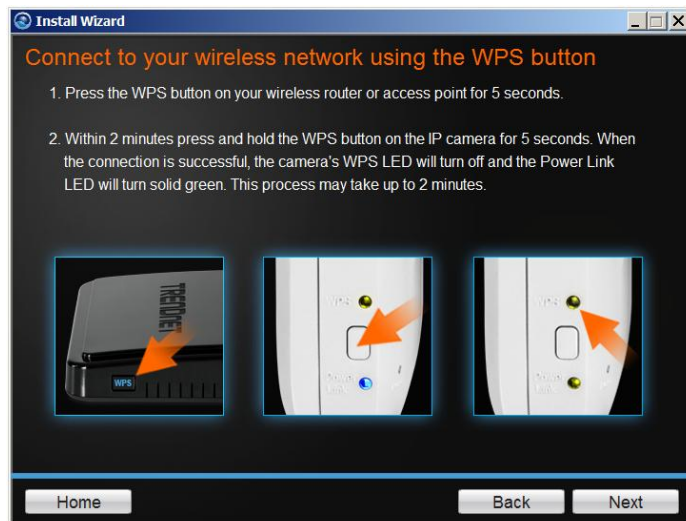 Install Wizard
Connect to your wireless network using the WPS button
1. Press the WPS button on your wireless router or access point for 5 seconds.
2. Within 2 minutes press and hold the WPS button on the IP camera for 5 seconds. When
the connection is successful, the camera's WPS LED will turn off and the Power Link
LED will turn solid green. This process may take up to 2 minutes.
TRENDNET
WPS
WPS
Power
Link
WPS
Power
Link
Home
Back
Next